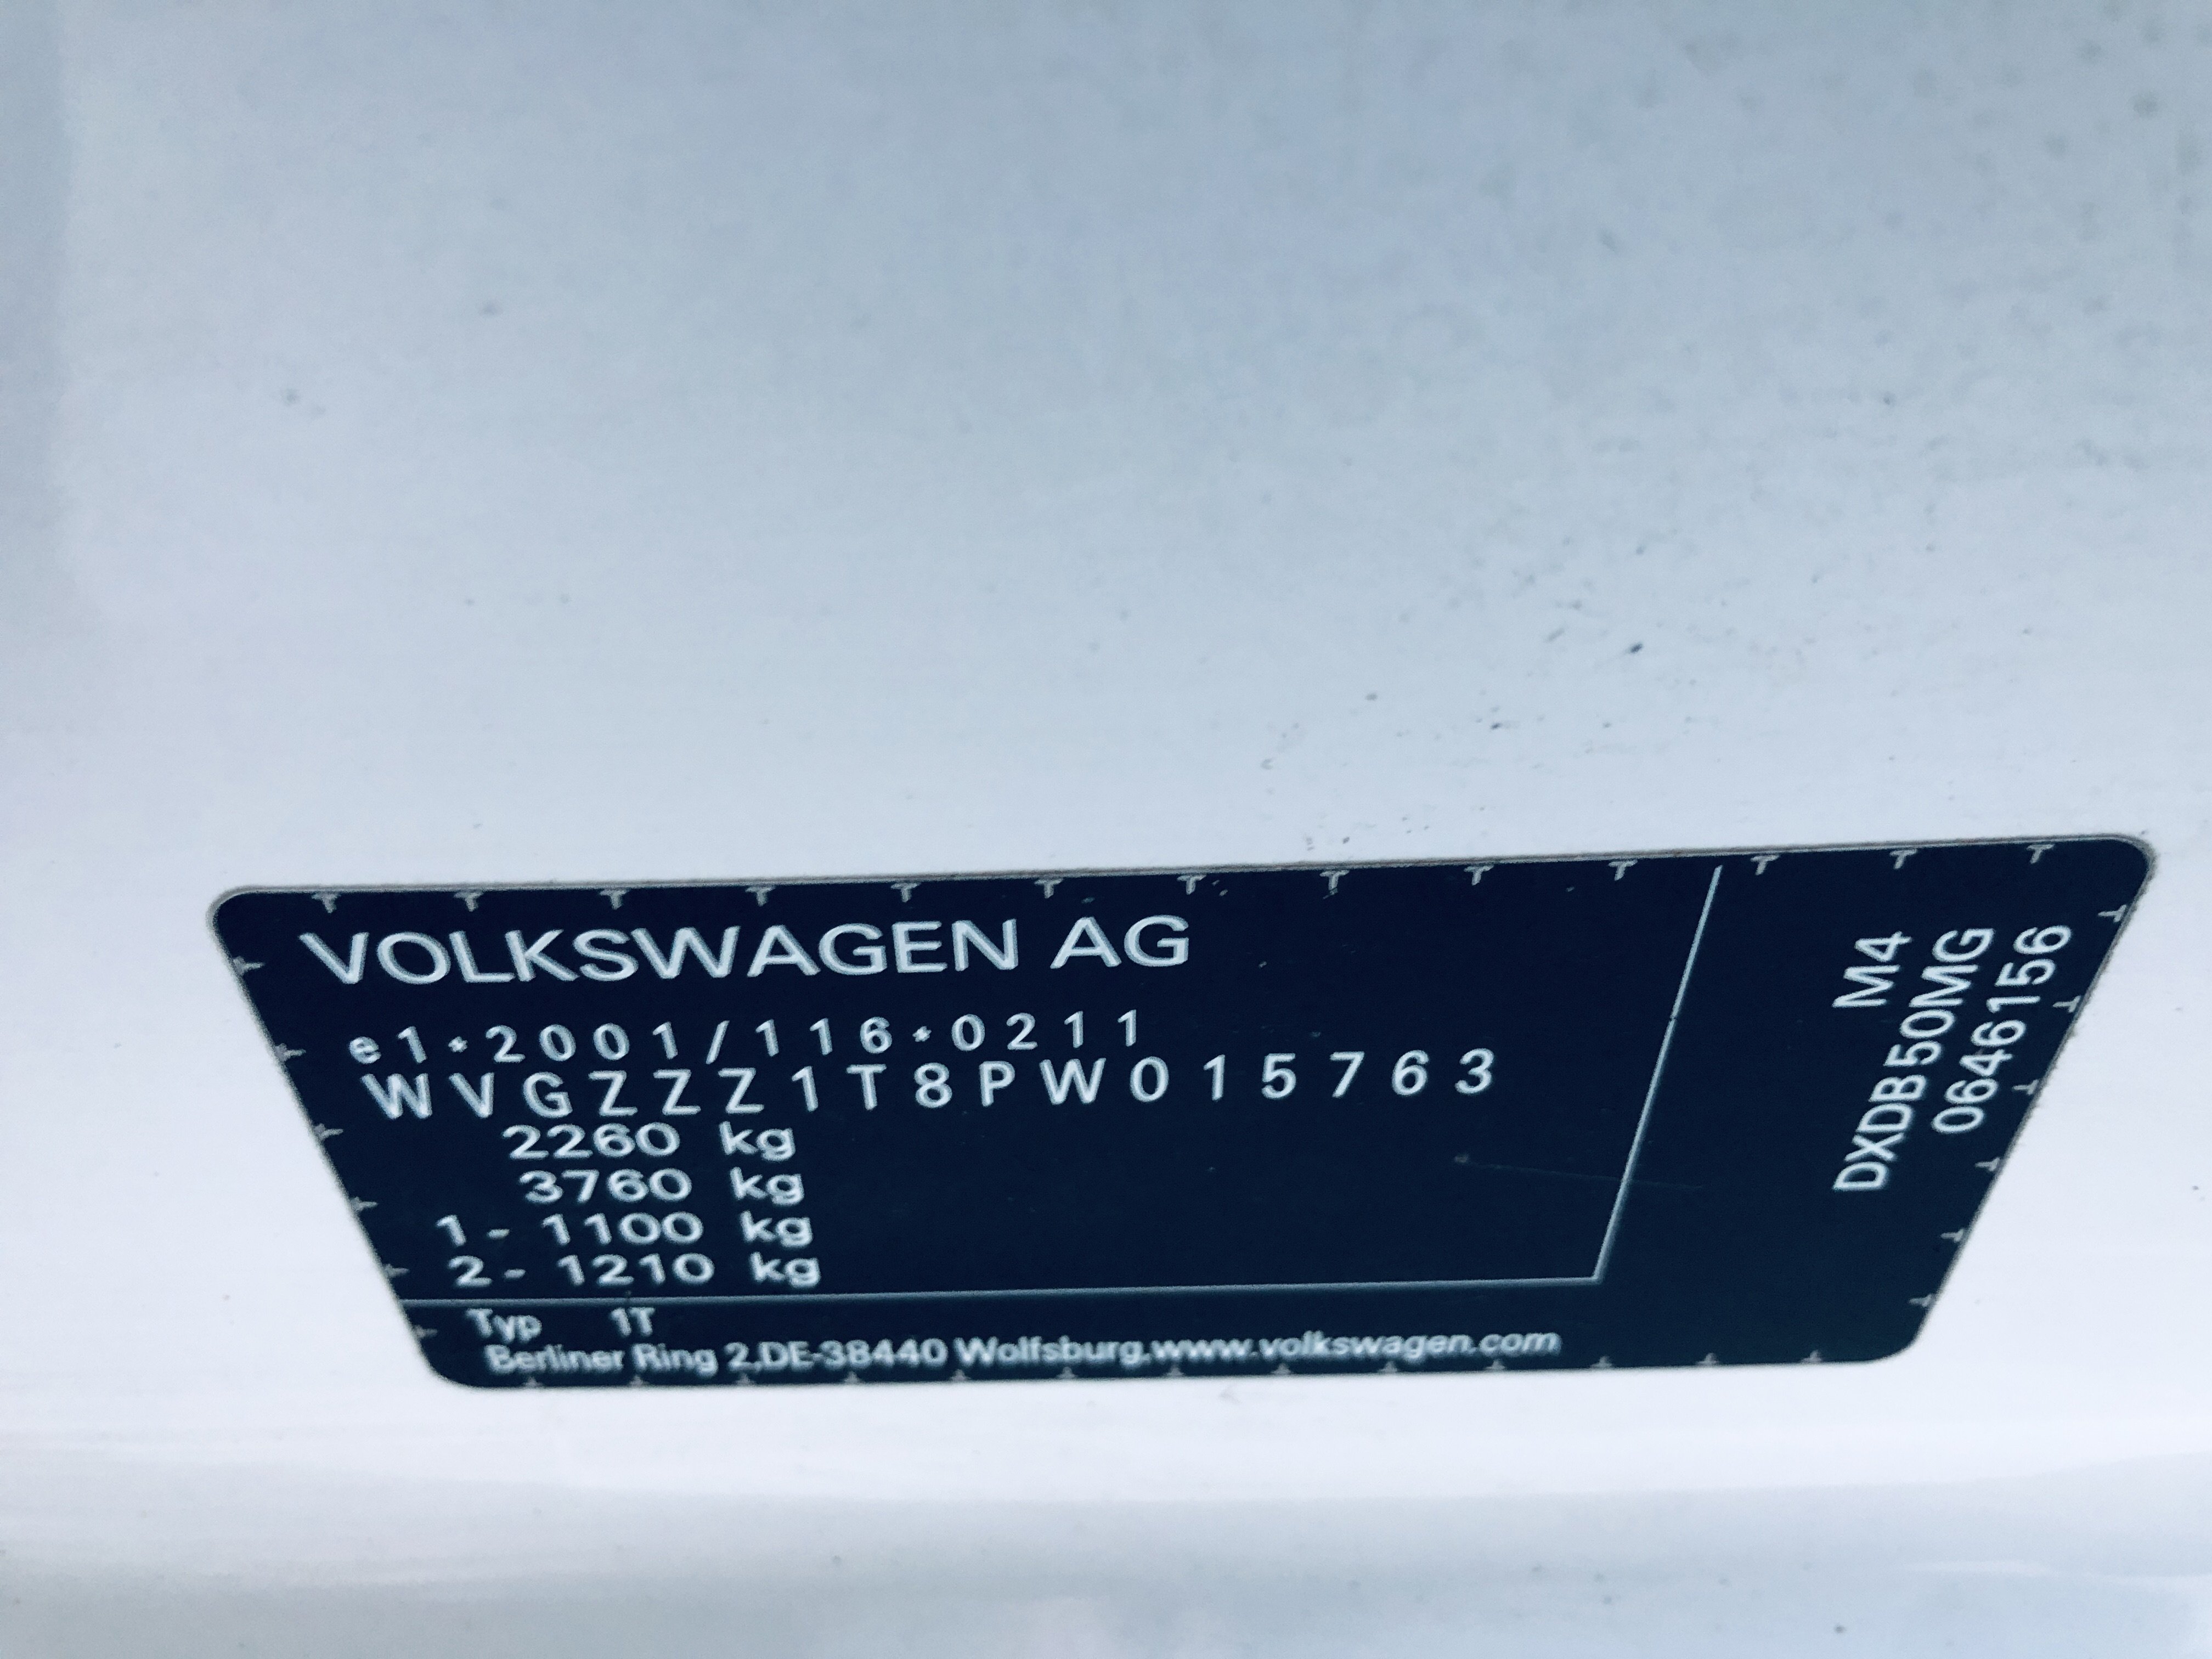 VOLKSWAGEN AG
e1*2001/116*0211
WVGZZZ1T8PW015763
2260 kg
3760 kg
1- 1100 kg
2- 1210 kg
Typ 1T
Berliner Ring 2,DE-38440 Wolfsburg,www.volkswagen.com
M4
DXDB50MG
0646156